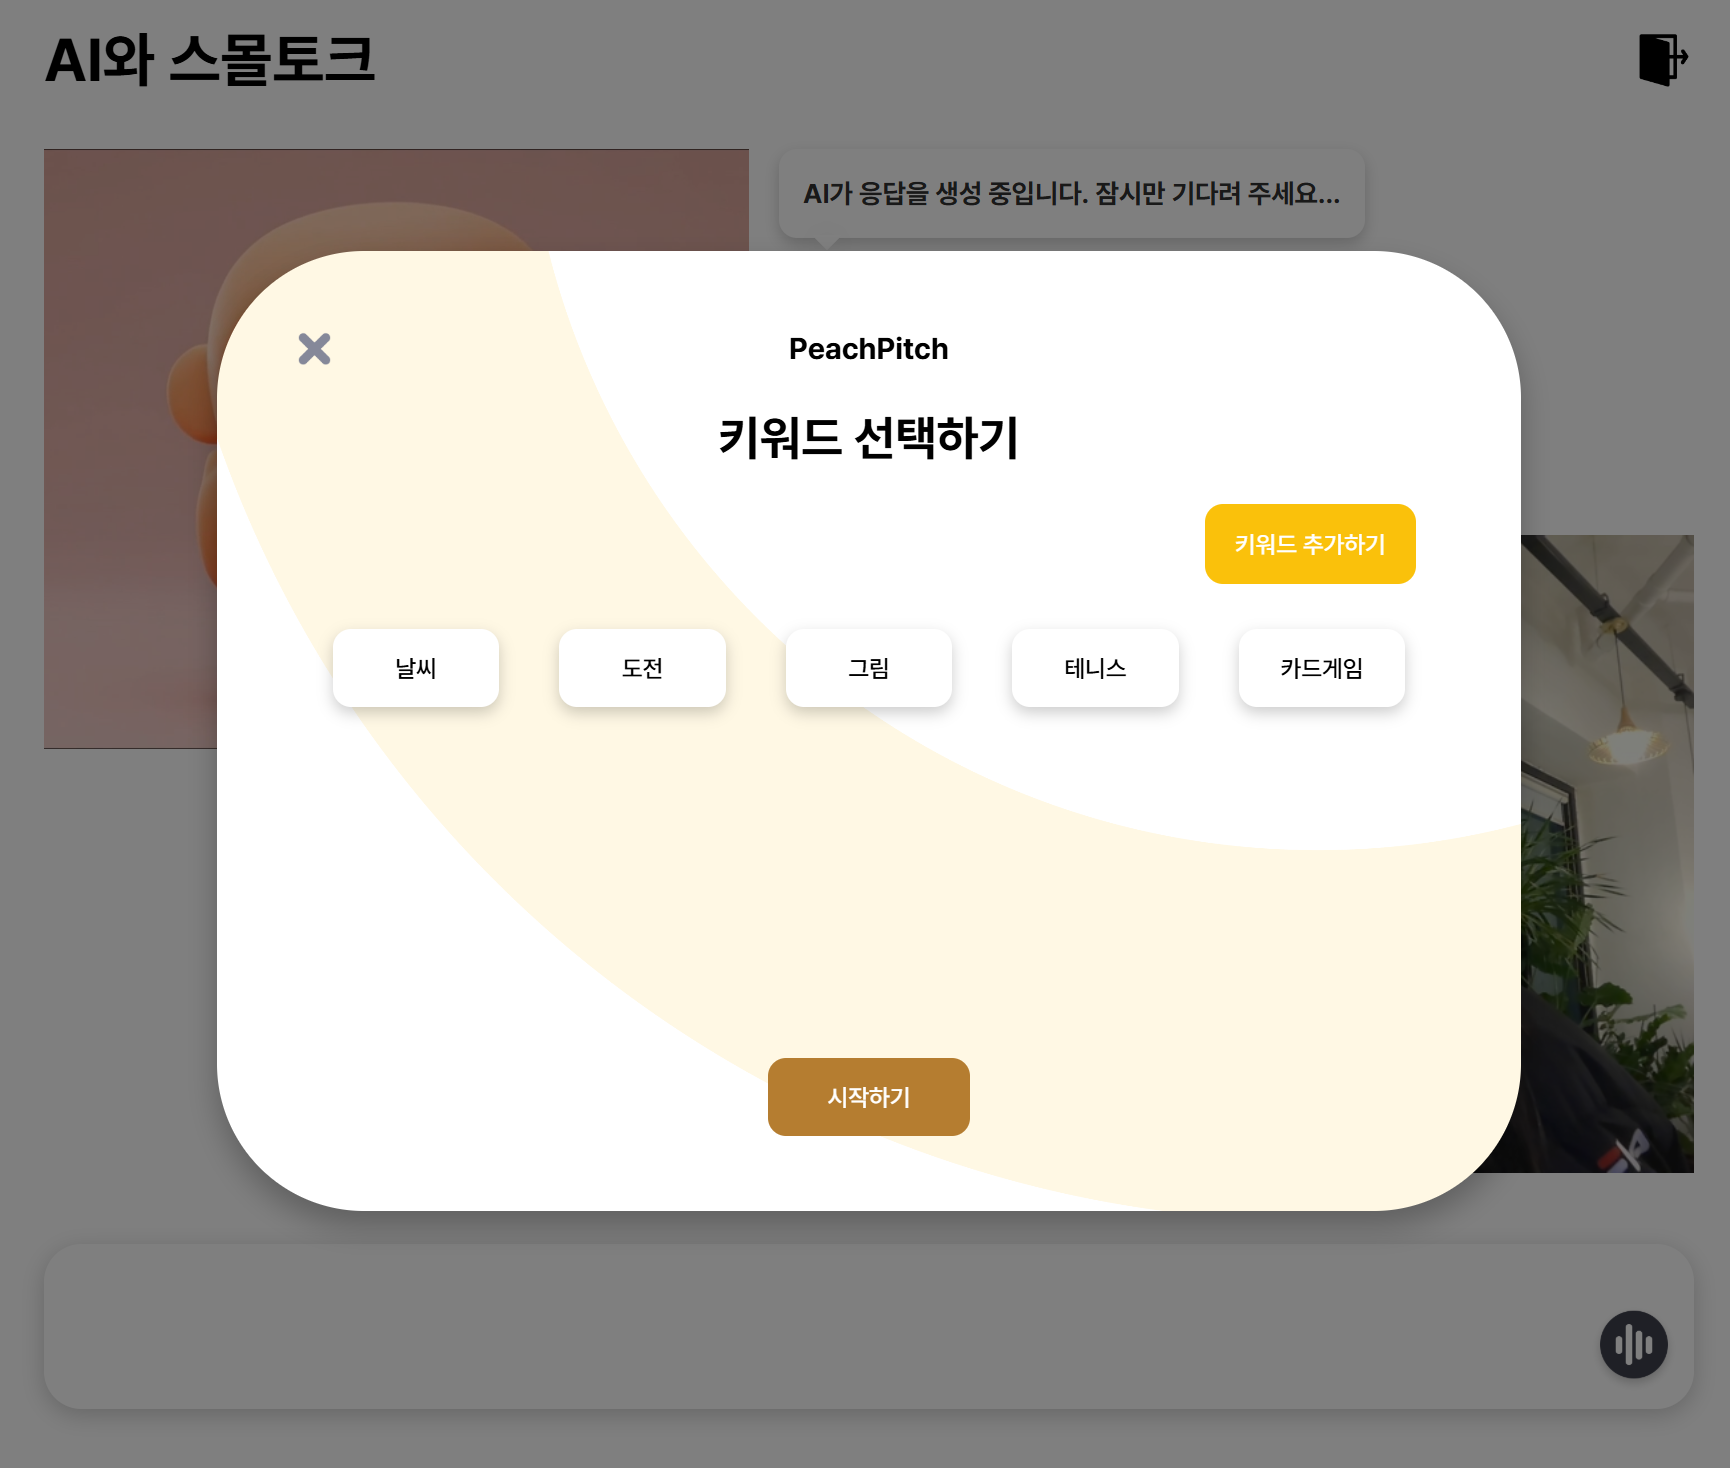 AI와 스몰토크
AI가 응답을 생성 중입니다. 잠시만 기다려 주세요...
PeachPitch
키워드 선택하기
키워드 추가하기
날씨
도전
그림
테니스
카드게임
시작하기